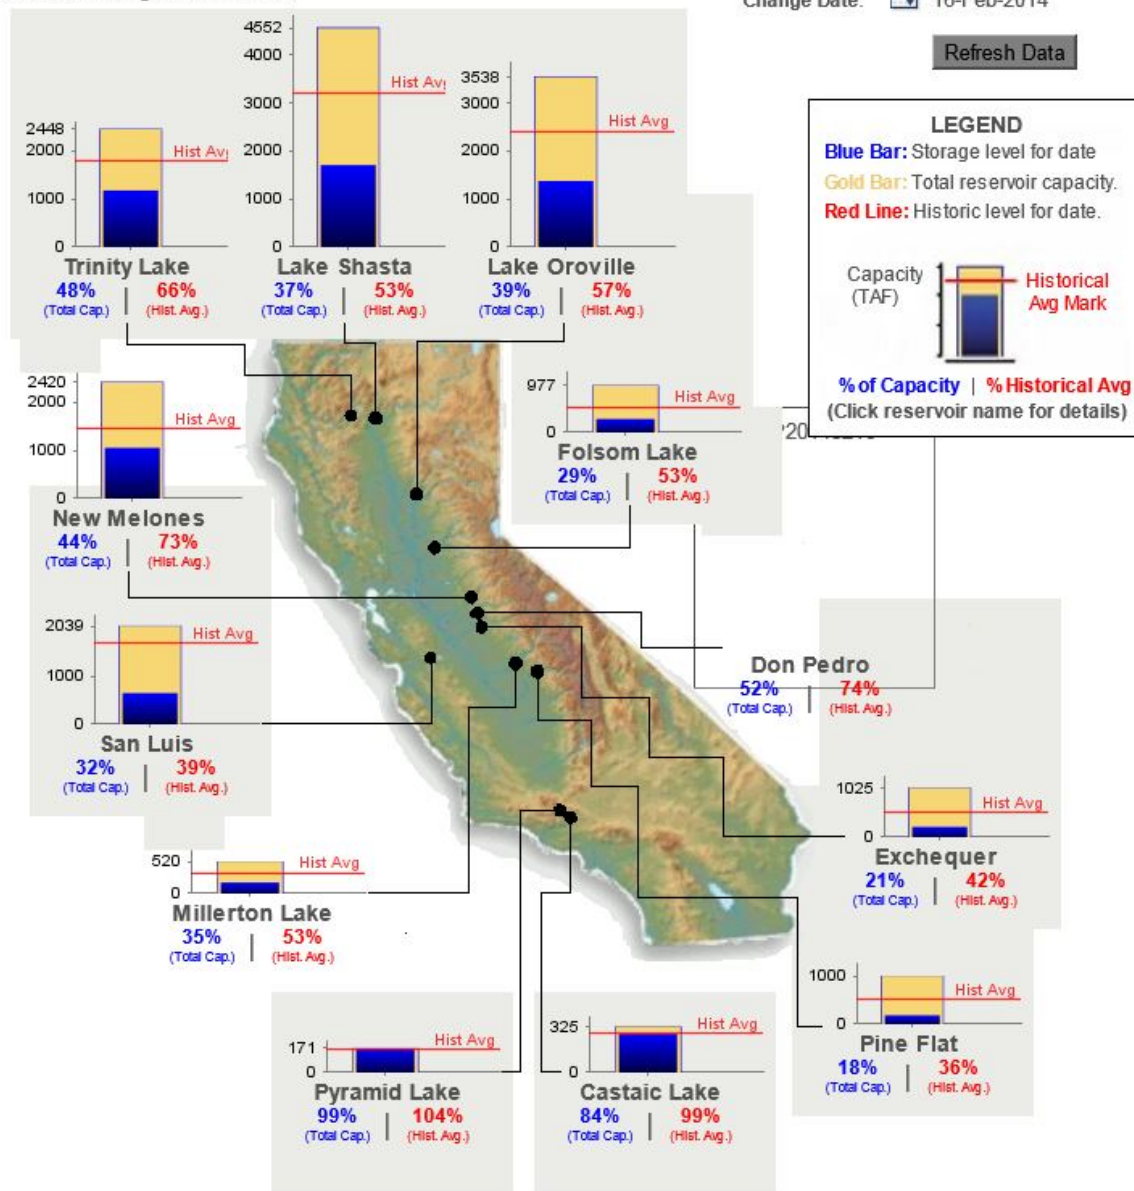 Change Date:
16-Feb-2014
Refresh Data
LEGEND
Blue Bar: Storage level for date
Gold Bar: Total reservoir capacity.
Red Line: Historic level for date.
Capacity
(TAF)
Historical
Avg Mark
% of Capacity | % Historical Avg
(Click reservoir name for details)
2448
2000
1000
0
Hist Av
Trinity Lake
48% | 66%
(Total Cap.) (Hist. Avg.)
4552
4000
3000
2000
1000
0
Hist Av
Lake Shasta
37% | 53%
(Total Cap.) (Hist. Avg.)
3538
3000
2000
1000
0
Hist Avg
Lake Oroville
39% | 57%
(Total Cap.) (Hist. Avg.)
2420
2000
1000
0
Hist Avg
New Melones
44% | 73%
(Total Cap.) (Hist. Avg.)
977
0
Hist Avg
Folsom Lake
29% | 53%
(Total Cap.) (Hist. Avg.)
2039
1000
0
Hist Avg
San Luis
32% | 39%
(Total Cap.) (Hist. Avg.)
Don Pedro
52% | 74%
(Total Cap.) (Hist. Avg.)
1025
0
Hist Avg
Exchequer
21% | 42%
(Total Cap.) (Hist. Avg.)
520
0
Hist Avg
Millerton Lake
35% | 53%
(Total Cap.) (Hist. Avg.)
1000
0
Hist Avg
Pine Flat
18% | 36%
(Total Cap.) (Hist. Avg.)
171
0
Hist Avg
Pyramid Lake
99% | 104%
(Total Cap.) (Hist. Avg.)
325
0
Hist Avg
Castaic Lake
84% | 99%
(Total Cap.) (Hist. Avg.)